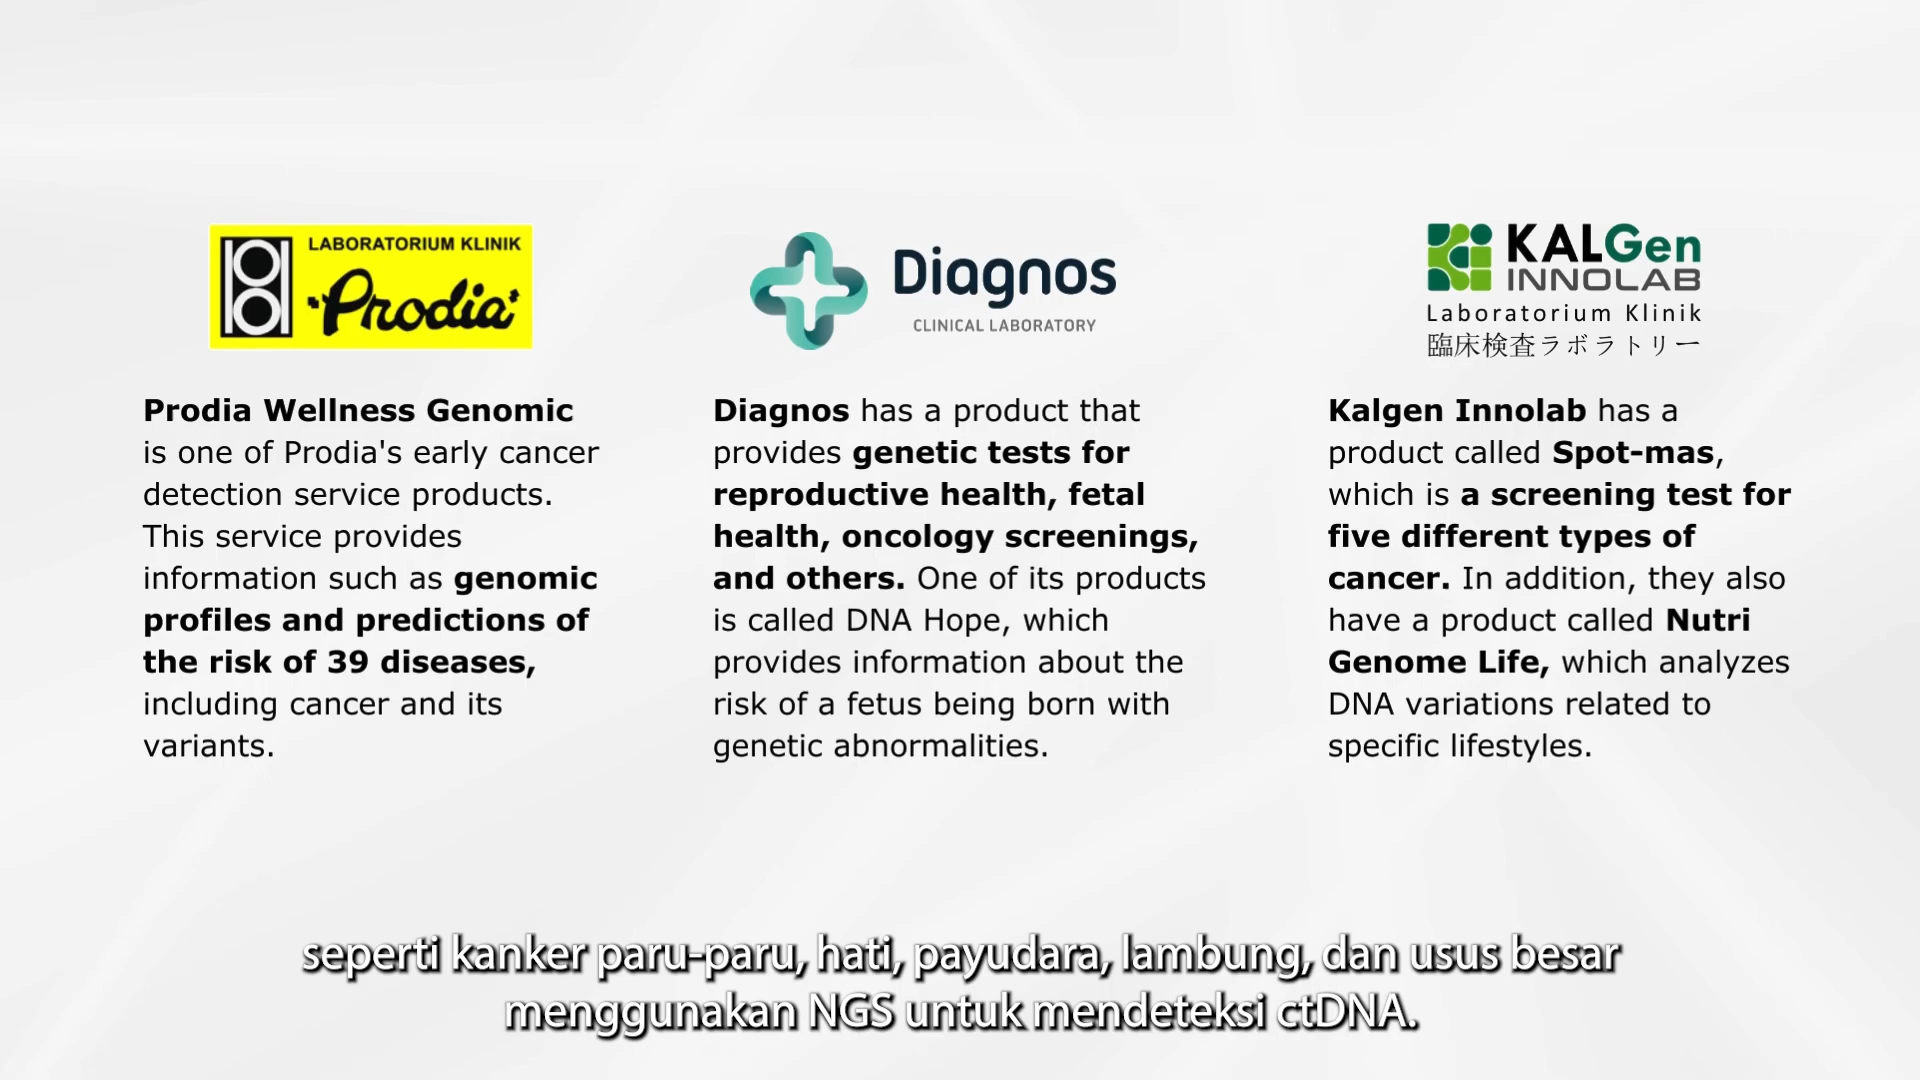 LABORATORIUM KLINIK
Prodia
Prodia Wellness Genomic
is one of Prodia's early cancer
detection service products.
This service provides
information such as genomic
profiles and predictions of
the risk of 39 diseases,
including cancer and its
variants.
Diagnos
CLINICAL LABORATORY
Diagnos has a product that
provides genetic tests for
reproductive health, fetal
health, oncology screenings,
and others. One of its products
is called DNA Hope, which
provides information about the
risk of a fetus being born with
genetic abnormalities.
KALGen
INNOLAB
Laboratorium Klinik
臨床検査ラボラトリー
Kalgen Innolab has a
product called Spot-mas,
which is a screening test for
five different types of
cancer. In addition, they also
have a product called Nutri
Genome Life, which analyzes
DNA variations related to
specific lifestyles.
seperti kanker paru-paru, hati, payudara, lambung, dan usus besar
menggunakan NGS untuk mendeteksi ctDNA.